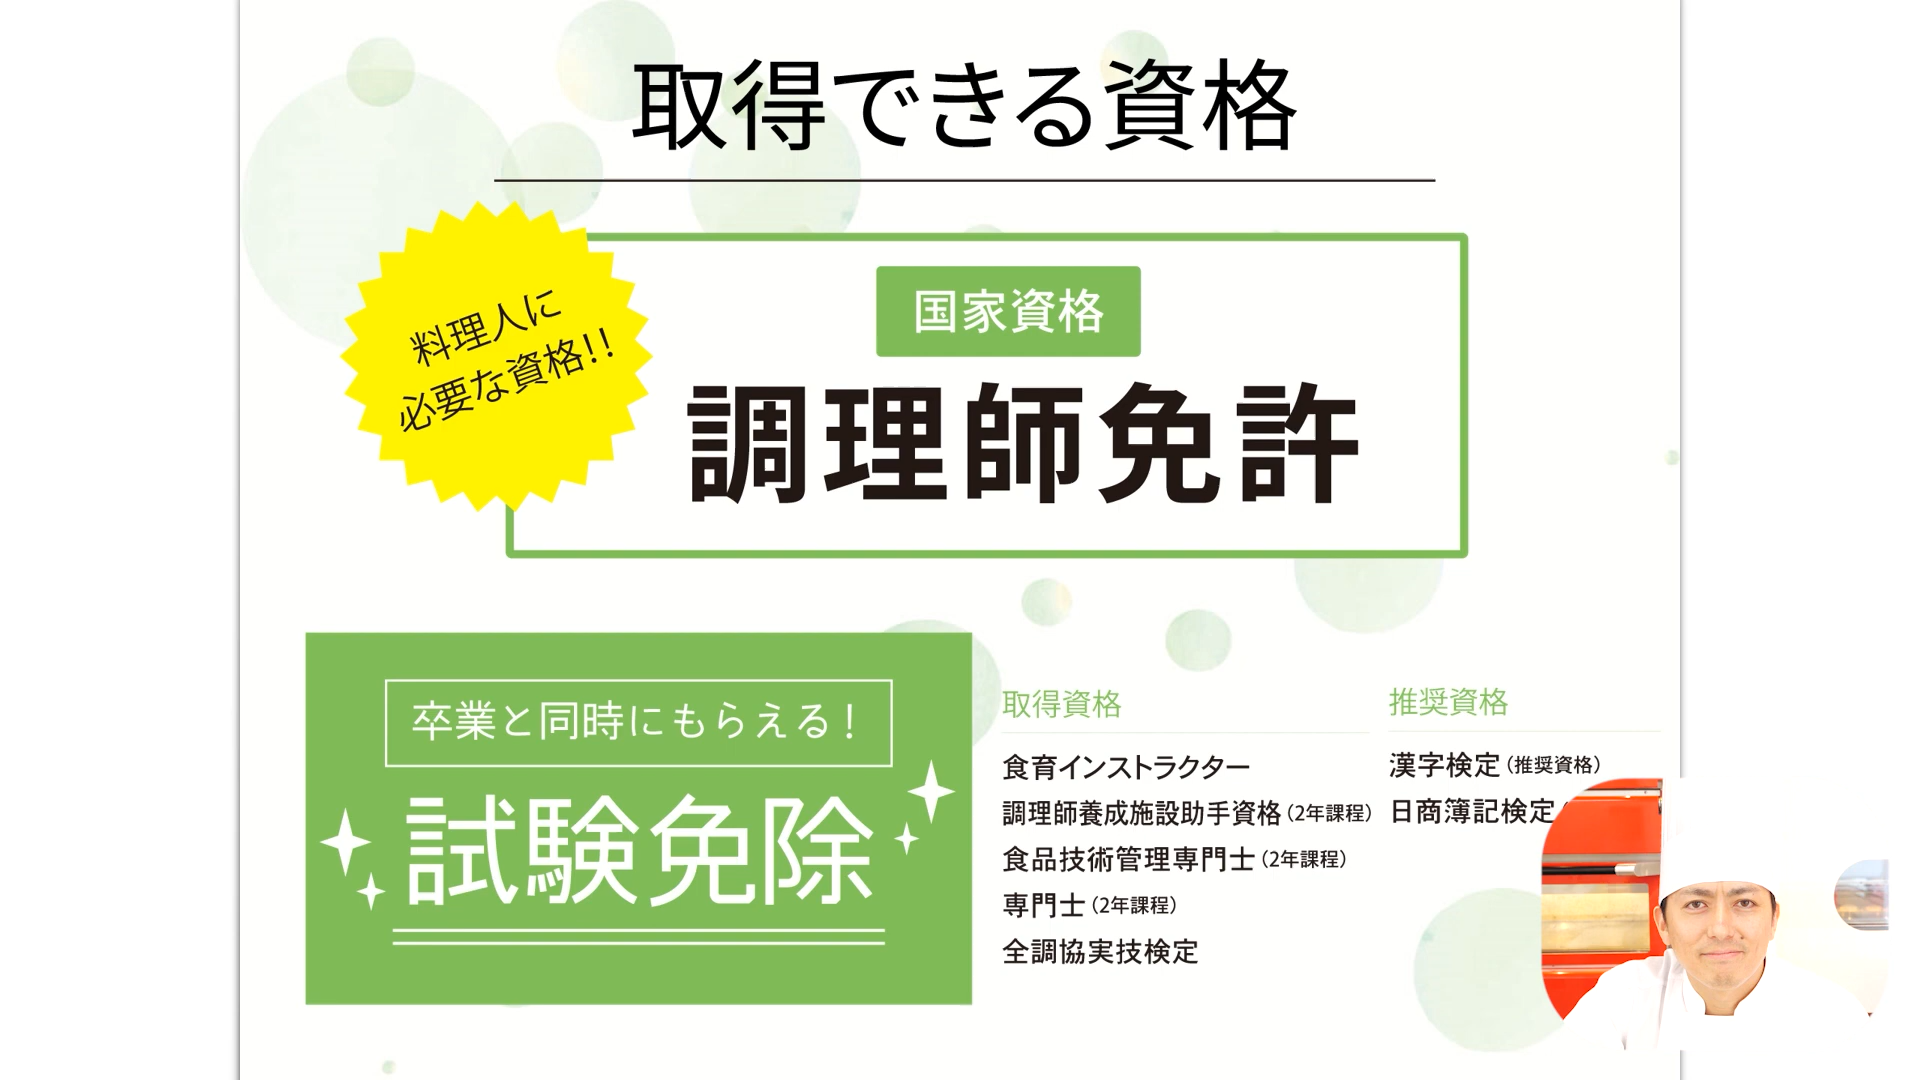 取得できる資格
料理人に
必要な資格!!
国家資格
調理師免許
卒業と同時にもらえる!
試験免除
取得資格
食育インストラクター
調理師養成施設助手資格(2年課程)
食品技術管理専門士(2年課程)
専門士(2年課程)
全調協実技検定
推奨資格
漢字検定(推奨資格)
日商簿記検定